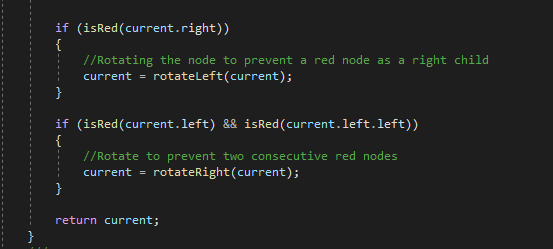 if (isRed(current.right))
{
//Rotating the node to prevent a red node as a right child
current = rotateLeft(current);
}
if (isRed(current.left) && isRed(current.left.left))
{
//Rotate to prevent two consecutive red nodes
current = rotateRight(current);
}
return current;
}